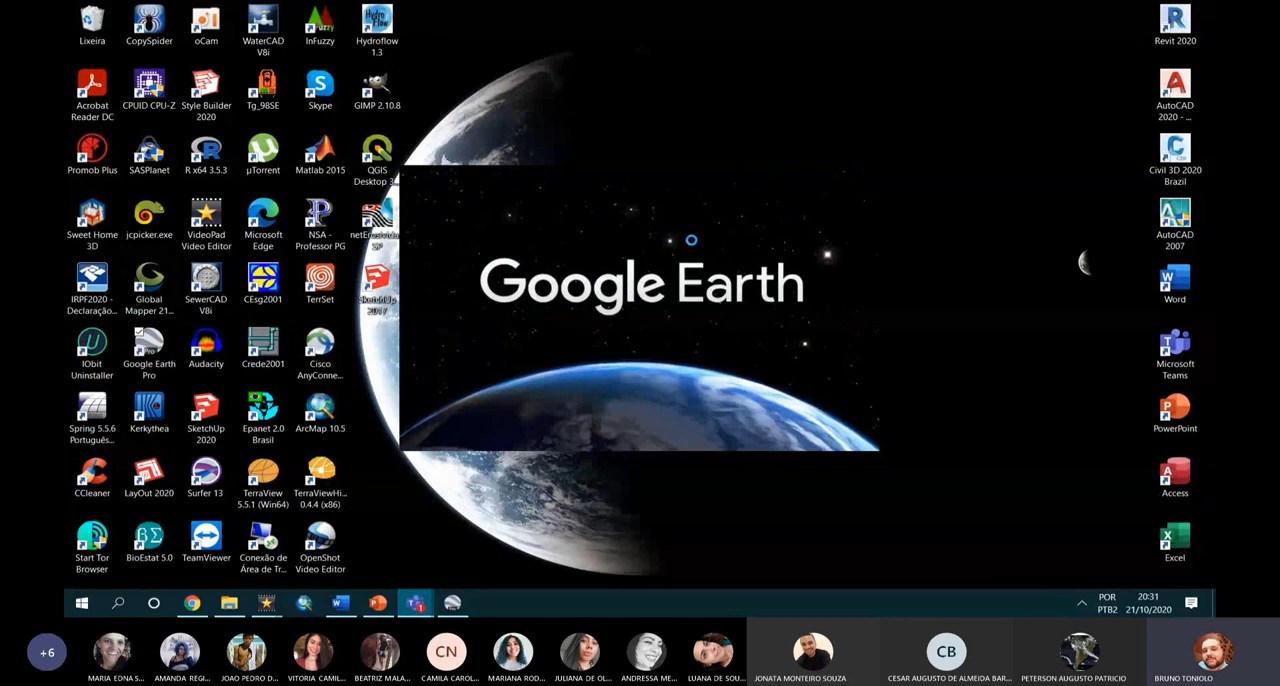 Lixeira
CopySpider
oCam
WaterCAD
V8i
InFuzzy
Hydroflow
1.3
Revit 2020
Acrobat
Reader DC
CPUID CPU-Z
Style Builder
2020
Tg_98SE
Skype
GIMP 2.10.8
AutoCAD
2020 - ...
Promob Plus
SASPlanet
R x64 3.5.3
µTorrent
Matlab 2015
QGIS
Desktop 3...
Civil 3D 2020
Brazil
Sweet Home
3D
jcpicker.exe
VideoPad
Video Editor
Microsoft
Edge
NSA -
Professor PG
netErosividade
SP
AutoCAD
2007
Google Earth
IRPF2020 -
Declaração...
Global
Mapper 21...
SewerCAD
V8i
CEsg2001
TerrSet
SketchUp
2017
Word
IObit
Uninstaller
Google Earth
Pro
Audacity
Crede2001
Cisco
AnyConne...
Microsoft
Teams
Spring 5.5.6
Português...
Kerkythea
SketchUp
2020
Epanet 2.0
Brasil
ArcMap 10.5
PowerPoint
CCleaner
LayOut 2020
Surfer 13
TerraView
5.5.1 (Win64)
TerraViewHi...
0.4.4 (x86)
Access
Start Tor
Browser
BioEstat 5.0
TeamViewer
Conexão de
Área de Tr...
OpenShot
Video Editor
Excel
POR
PTB2
20:31
21/10/2020
+6
CN
CB
MARIA EDNA S...
AMANDA REGI...
JOAO PEDRO D...
VITORIA CAMIL...
BEATRIZ MALA...
CAMILA CAROL...
MARIANA ROD...
JULIANA DE OL...
ANDRESSA ME...
LUANA DE SOU...
JONATA MONTEIRO SOUZA
CESAR AUGUSTO DE ALMEIDA BAR...
PETERSON AUGUSTO PATRICIO
BRUNO TONIOLO